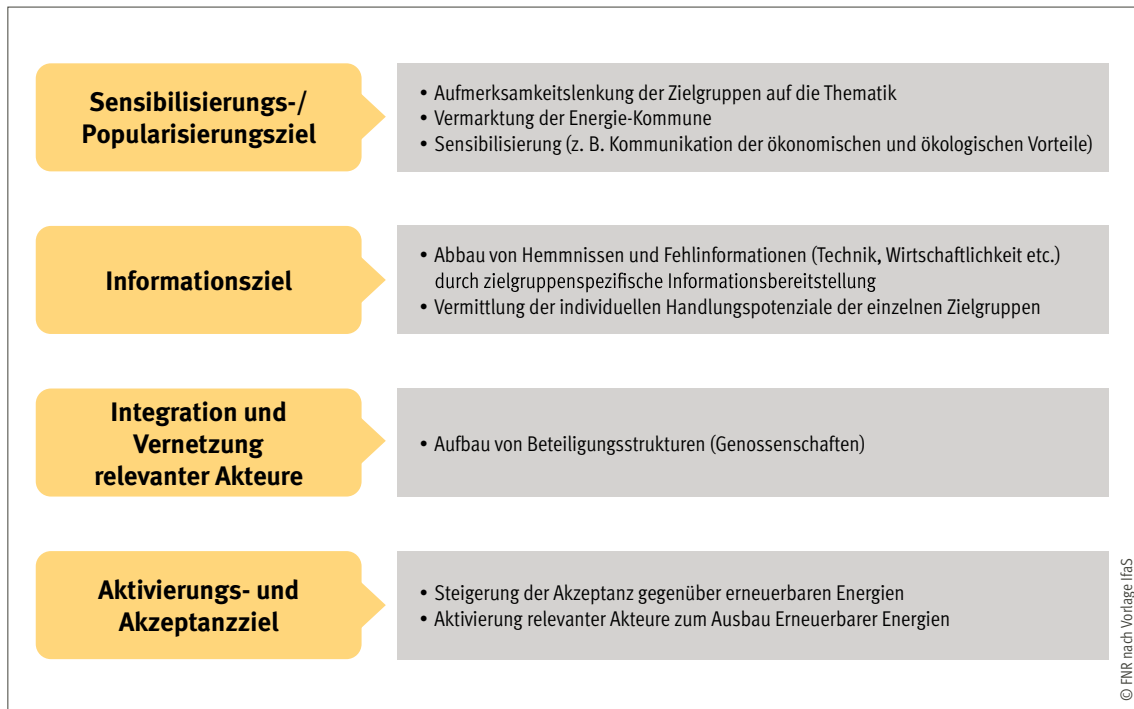 Sensibilisierungs-/
Popularisierungsziel
• Aufmerksamkeitslenkung der Zielgruppen auf die Thematik
• Vermarktung der Energie-Kommune
• Sensibilisierung (z. B. Kommunikation der ökonomischen und ökologischen Vorteile)
Informationsziel
• Abbau von Hemmnissen und Fehlinformationen (Technik, Wirtschaftlichkeit etc.)
durch zielgruppenspezifische Informationsbereitstellung
• Vermittlung der individuellen Handlungspotenziale der einzelnen Zielgruppen
Integration und
Vernetzung
relevanter Akteure
• Aufbau von Beteiligungsstrukturen (Genossenschaften)
Aktivierungs- und
Akzeptanzziel
• Steigerung der Akzeptanz gegenüber erneuerbaren Energien
• Aktivierung relevanter Akteure zum Ausbau Erneuerbarer Energien
© FNR nach Vorlage IfaS